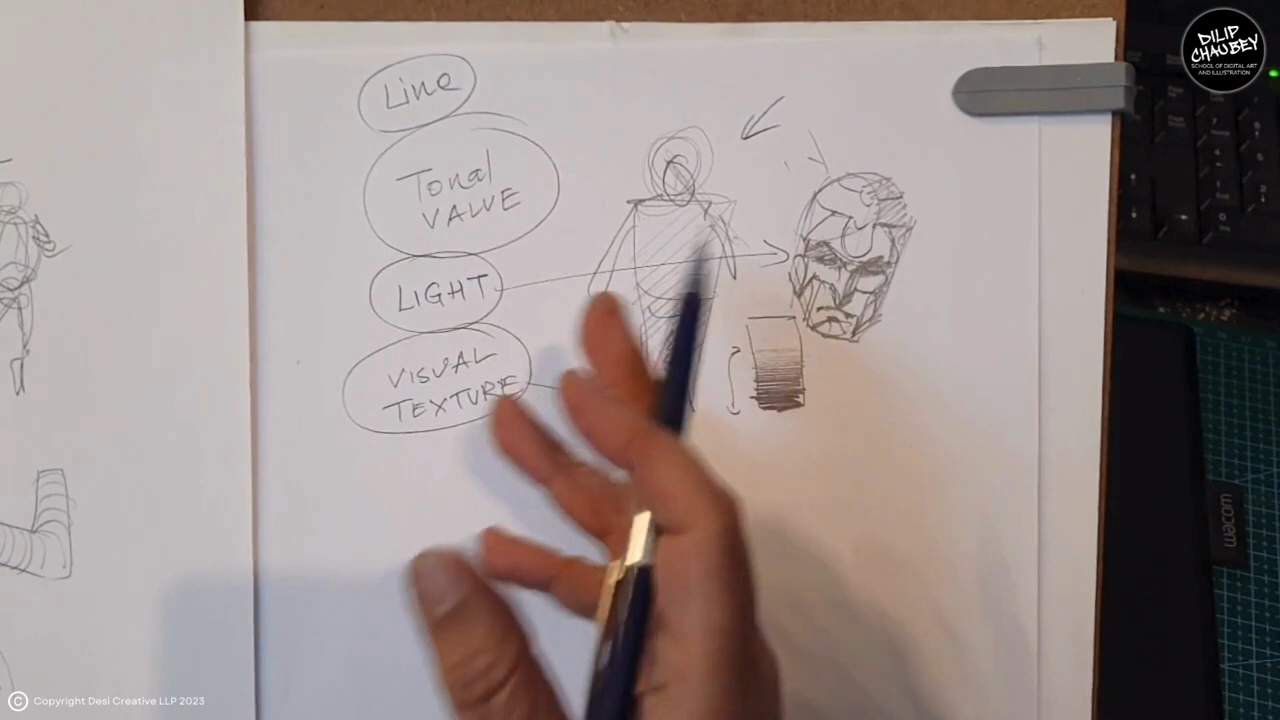 Line
Tonal
VALVE
LIGHT
VISUAL
TEXTURE
DILIP
CHAUBEY
SCHOOL OF DIGITAL ART
AND ILLUSTRATION
wacom
© Copyright Desi Creative LLP 2023